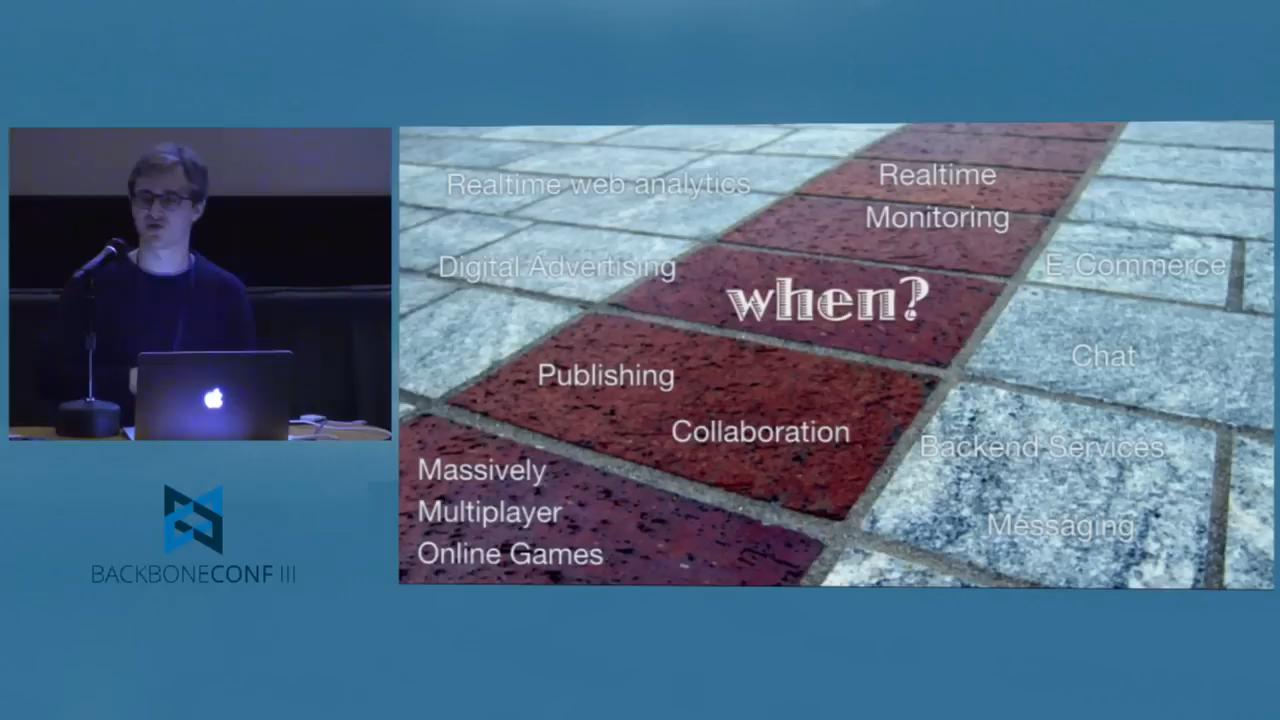 Realtime web analytics
Realtime
Monitoring
Digital Advertising
E Commerce
when?
Publishing
Chat
Collaboration
Backend Services
Massively
Multiplayer
Online Games
Messaging
BACKBONECONF III